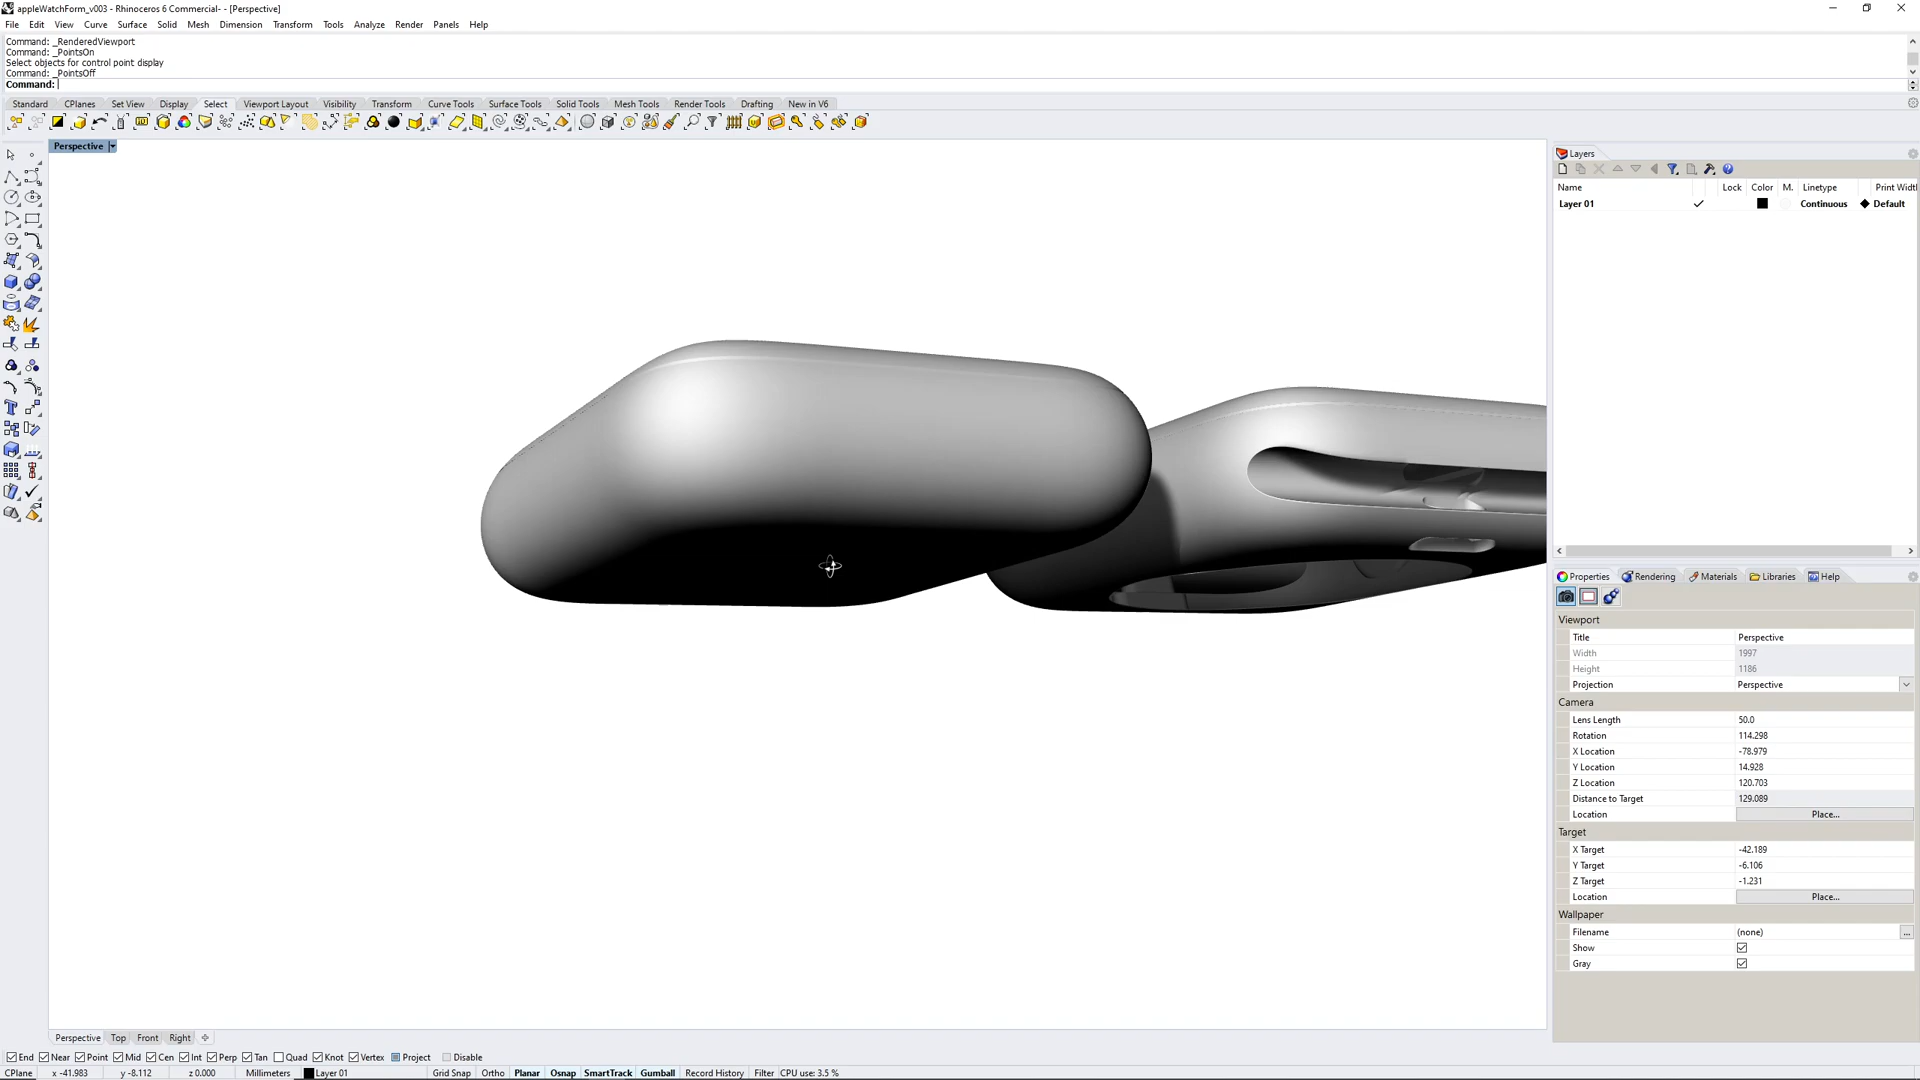 appleWatchForm_v003 - Rhinoceros 6 Commercial- - [Perspective]
File Edit View Curve Surface Solid Mesh Dimension Transform Tools Analyze Render Panels Help
Command: _RenderedViewport
Command: _PointsOn
Select objects for control point display
Command: _PointsOff
Command:
Standard CPlanes Set View Display Select Viewport Layout Visibility Transform Curve Tools Surface Tools Solid Tools Mesh Tools Render Tools Drafting New in V6
Perspective
Layers
Name Lock Color M. Linetype Print Widt
Layer 01 Continuous Default
Properties Rendering Materials Libraries Help
Viewport
Title Perspective
Width 1997
Height 1186
Projection Perspective
Camera
Lens Length 50.0
Rotation 114.298
X Location -78.979
Y Location 14.928
Z Location 120.703
Distance to Target 129.089
Location Place...
Target
X Target -42.189
Y Target -6.106
Z Target -1.231
Location Place...
Wallpaper
Filename (none) ...
Show
Gray
Perspective Top Front Right
End Near Point Mid Cen Int Perp Tan Quad Knot Vertex Project Disable
CPlane x -41.983 y -8.112 z 0.000 Millimeters Layer 01 Grid Snap Ortho Planar Osnap SmartTrack Gumball Record History Filter CPU use: 3.5 %